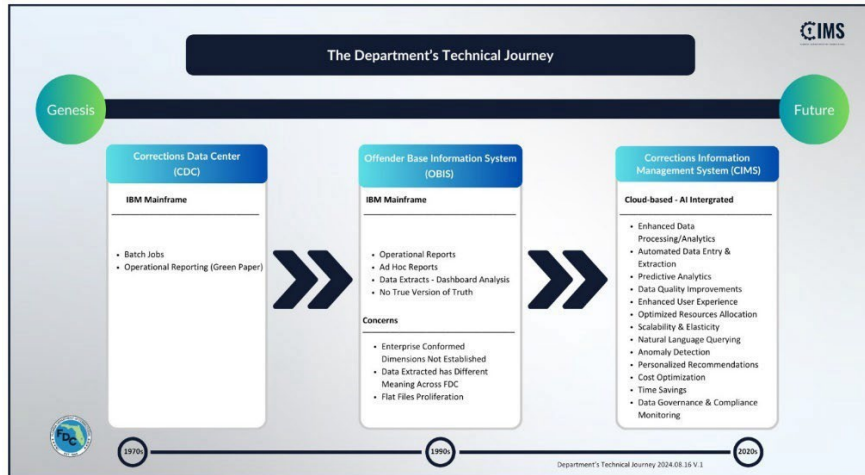 CIMS
The Department's Technical Journey
Genesis
Future
Corrections Data Center
(CDC)
IBM Mainframe
• Batch Jobs
• Operational Reporting (Green Paper)
Offender Base Information System
(OBIS)
IBM Mainframe
• Operational Reports
• Ad Hoc Reports
• Data Extracts - Dashboard Analysis
• No True Version of Truth
Concerns
• Enterprise Conformed
Dimensions Not Established
• Data Extracted has Different
Meaning Across FDC
• Flat Files Proliferation
Corrections Information
Management System (CIMS)
Cloud-based - AI Intergrated
• Enhanced Data
Processing/Analytics
• Automated Data Entry &
Extraction
• Predictive Analytics
• Data Quality Improvements
• Enhanced User Experience
• Optimized Resources Allocation
• Scalability & Elasticity
• Natural Language Querying
• Anomaly Detection
• Personalized Recommendations
• Cost Optimization
• Time Savings
• Data Governance & Compliance
Monitoring
FDC
1970s
1990s
2020s
Department's Technical Journey 2024.08.16 V.1